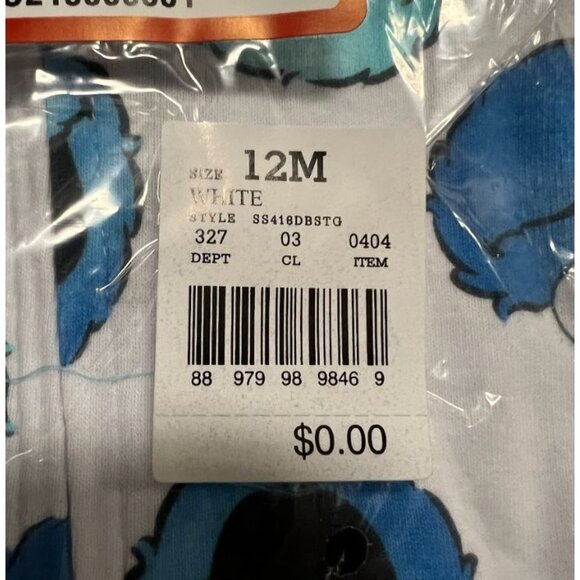 SIZE 12M
WHITE
STYLE SS418DBSTG
327 03 0404
DEPT CL ITEM
88 979 98 9846 9
$0.00